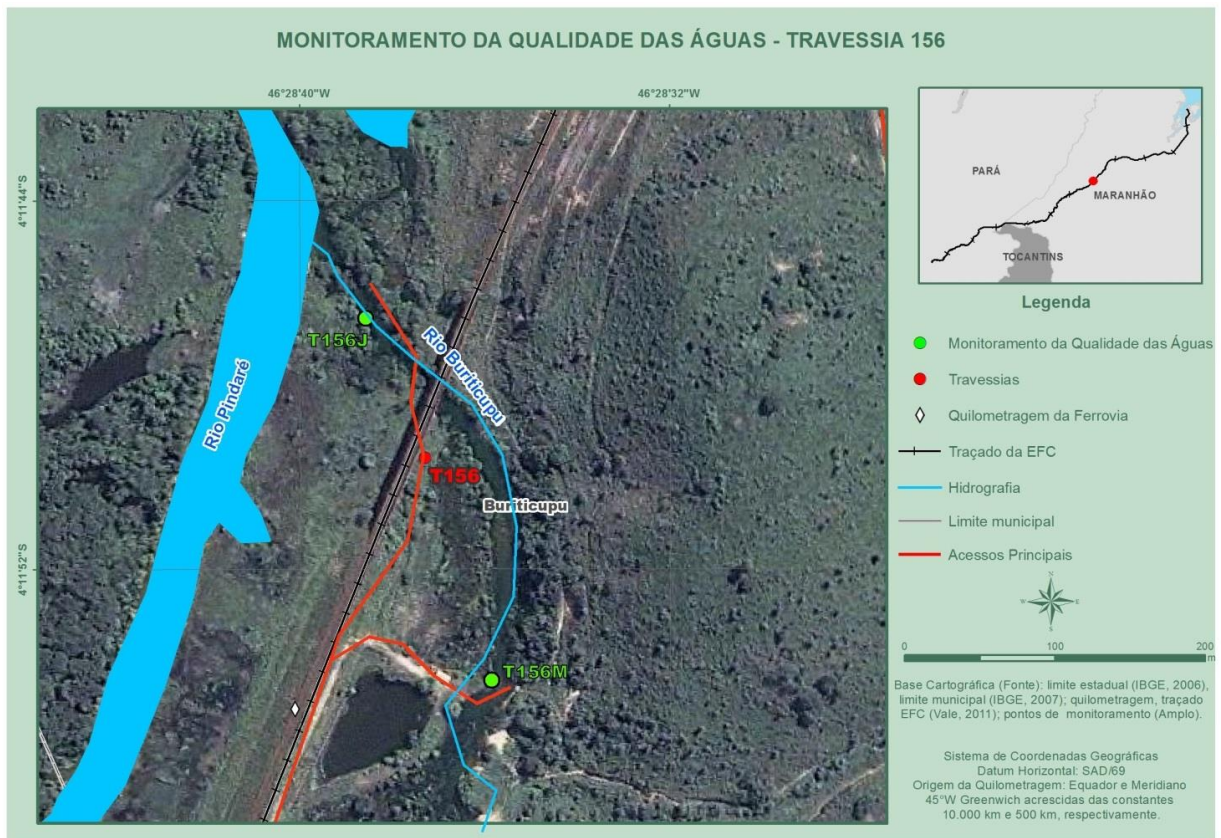 MONITORAMENTO DA QUALIDADE DAS ÁGUAS - TRAVESSIA 156
46°28'40"W
46°28'32"W
4°11'44"S
4°11'52"S
T156J
Rio Buriticupu
Rio Pindaré
T156
Buriticupu
T156M
PARÁ
MARANHÃO
TOCANTINS
Legenda
Monitoramento da Qualidade das Águas
Travessias
Quilometragem da Ferrovia
Traçado da EFC
Hidrografia
Limite municipal
Acessos Principais
N
W E
S
0 100 200
m
Base Cartográfica (Fonte): limite estadual (IBGE, 2006),
limite municipal (IBGE, 2007); quilometragem, traçado
EFC (Vale, 2011); pontos de monitoramento (Amplo).
Sistema de Coordenadas Geográficas
Datum Horizontal: SAD/69
Origem da Quilometragem: Equador e Meridiano
45°W Greenwich acrescidas das constantes
10.000 km e 500 km, respectivamente.